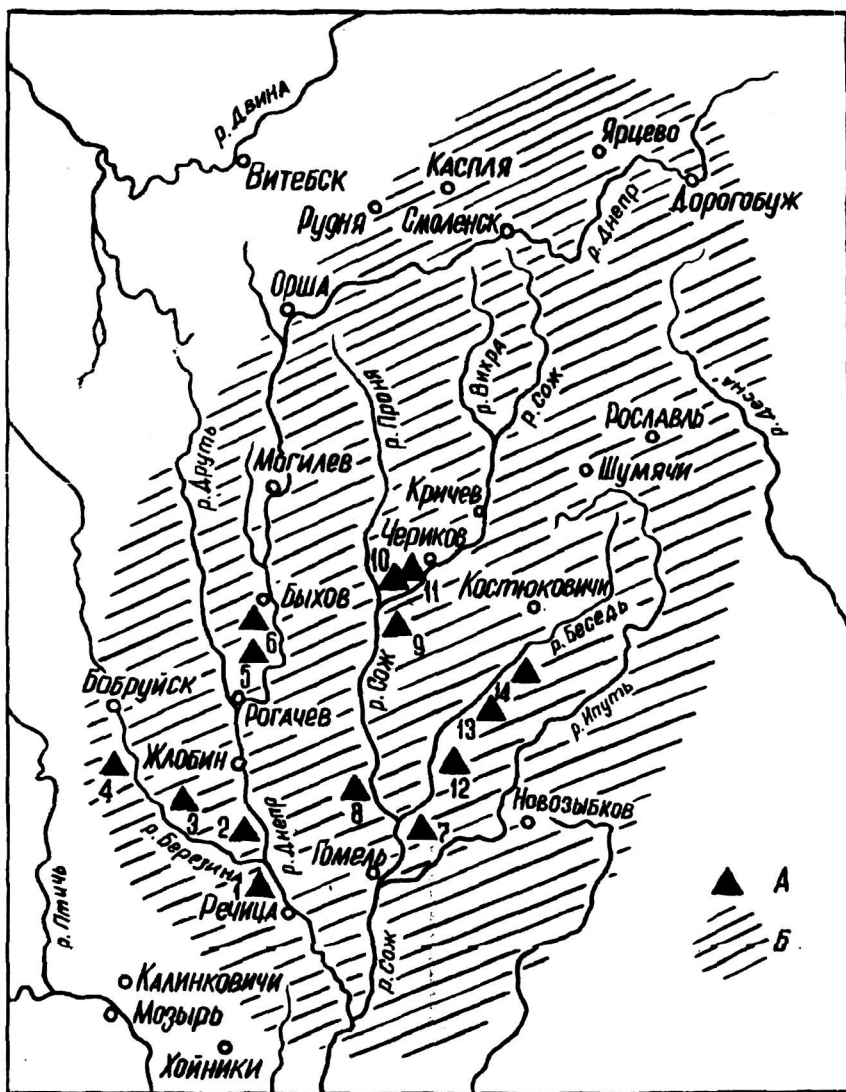 р. Двина
Витебск
Ярцево
Каспля
Дорогобуж
Рудня
Смоленск
р. Днепр
Орша
р. Вихра
р. Сож
р. Проня
р. Десна
Рославль
р. Друть
Могилев
Шумячи
Кричев
Чериков
10
11
Быхов
Костюковичи
6
9
р. Беседь
5
Бобруйск
р. Сож
14
Рогачев
13
р. Ипуть
Жлобин
4
12
3
2
р. Днепр
8
7
Новозыбков
р. Березина
Гомель
1
А
Речица
р. Птичь
р. Сож
Б
Калинковичи
Мозырь
Хойники